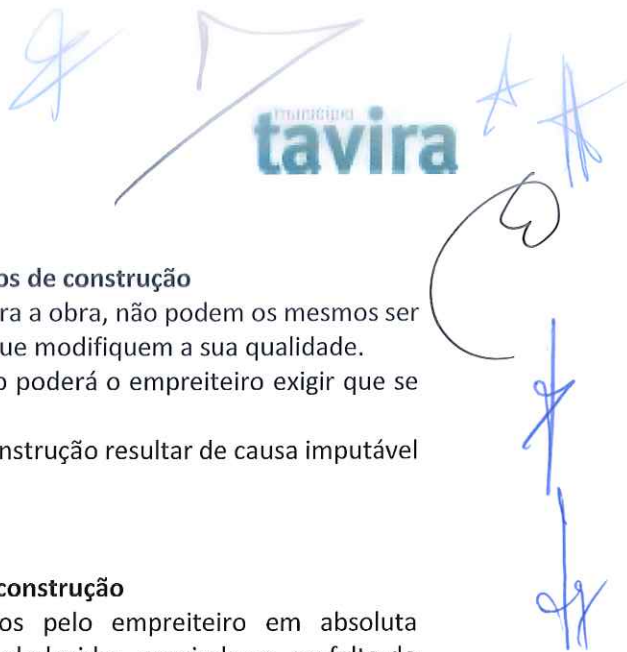 município
tavira
os de construção
ra a obra, não podem os mesmos ser
ue modifiquem a sua qualidade.
o poderá o empreiteiro exigir que se
nstrução resultar de causa imputável
construção
os pelo empreiteiro em absoluta